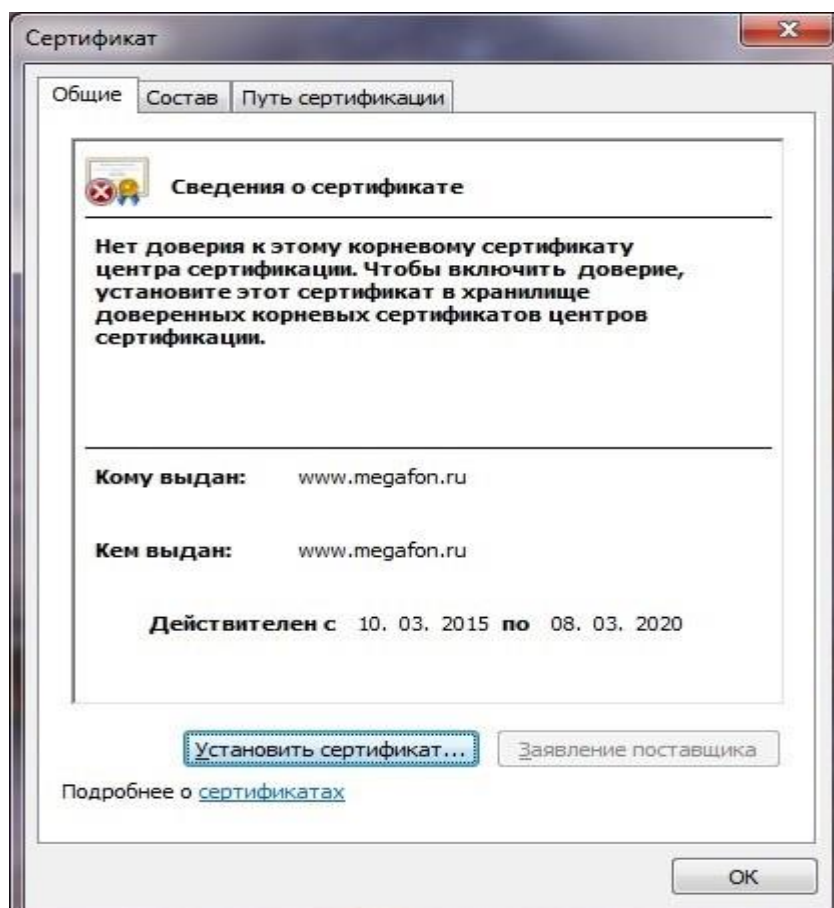 Сертификат
Общие Состав Путь сертификации
Сведения о сертификате
Нет доверия к этому корневому сертификату
центра сертификации. Чтобы включить доверие,
установите этот сертификат в хранилище
доверенных корневых сертификатов центров
сертификации.
Кому выдан: www.megafon.ru
Кем выдан: www.megafon.ru
Действителен с 10. 03. 2015 по 08. 03. 2020
Установить сертификат... Заявление поставщика
Подробнее о сертификатах
ОК